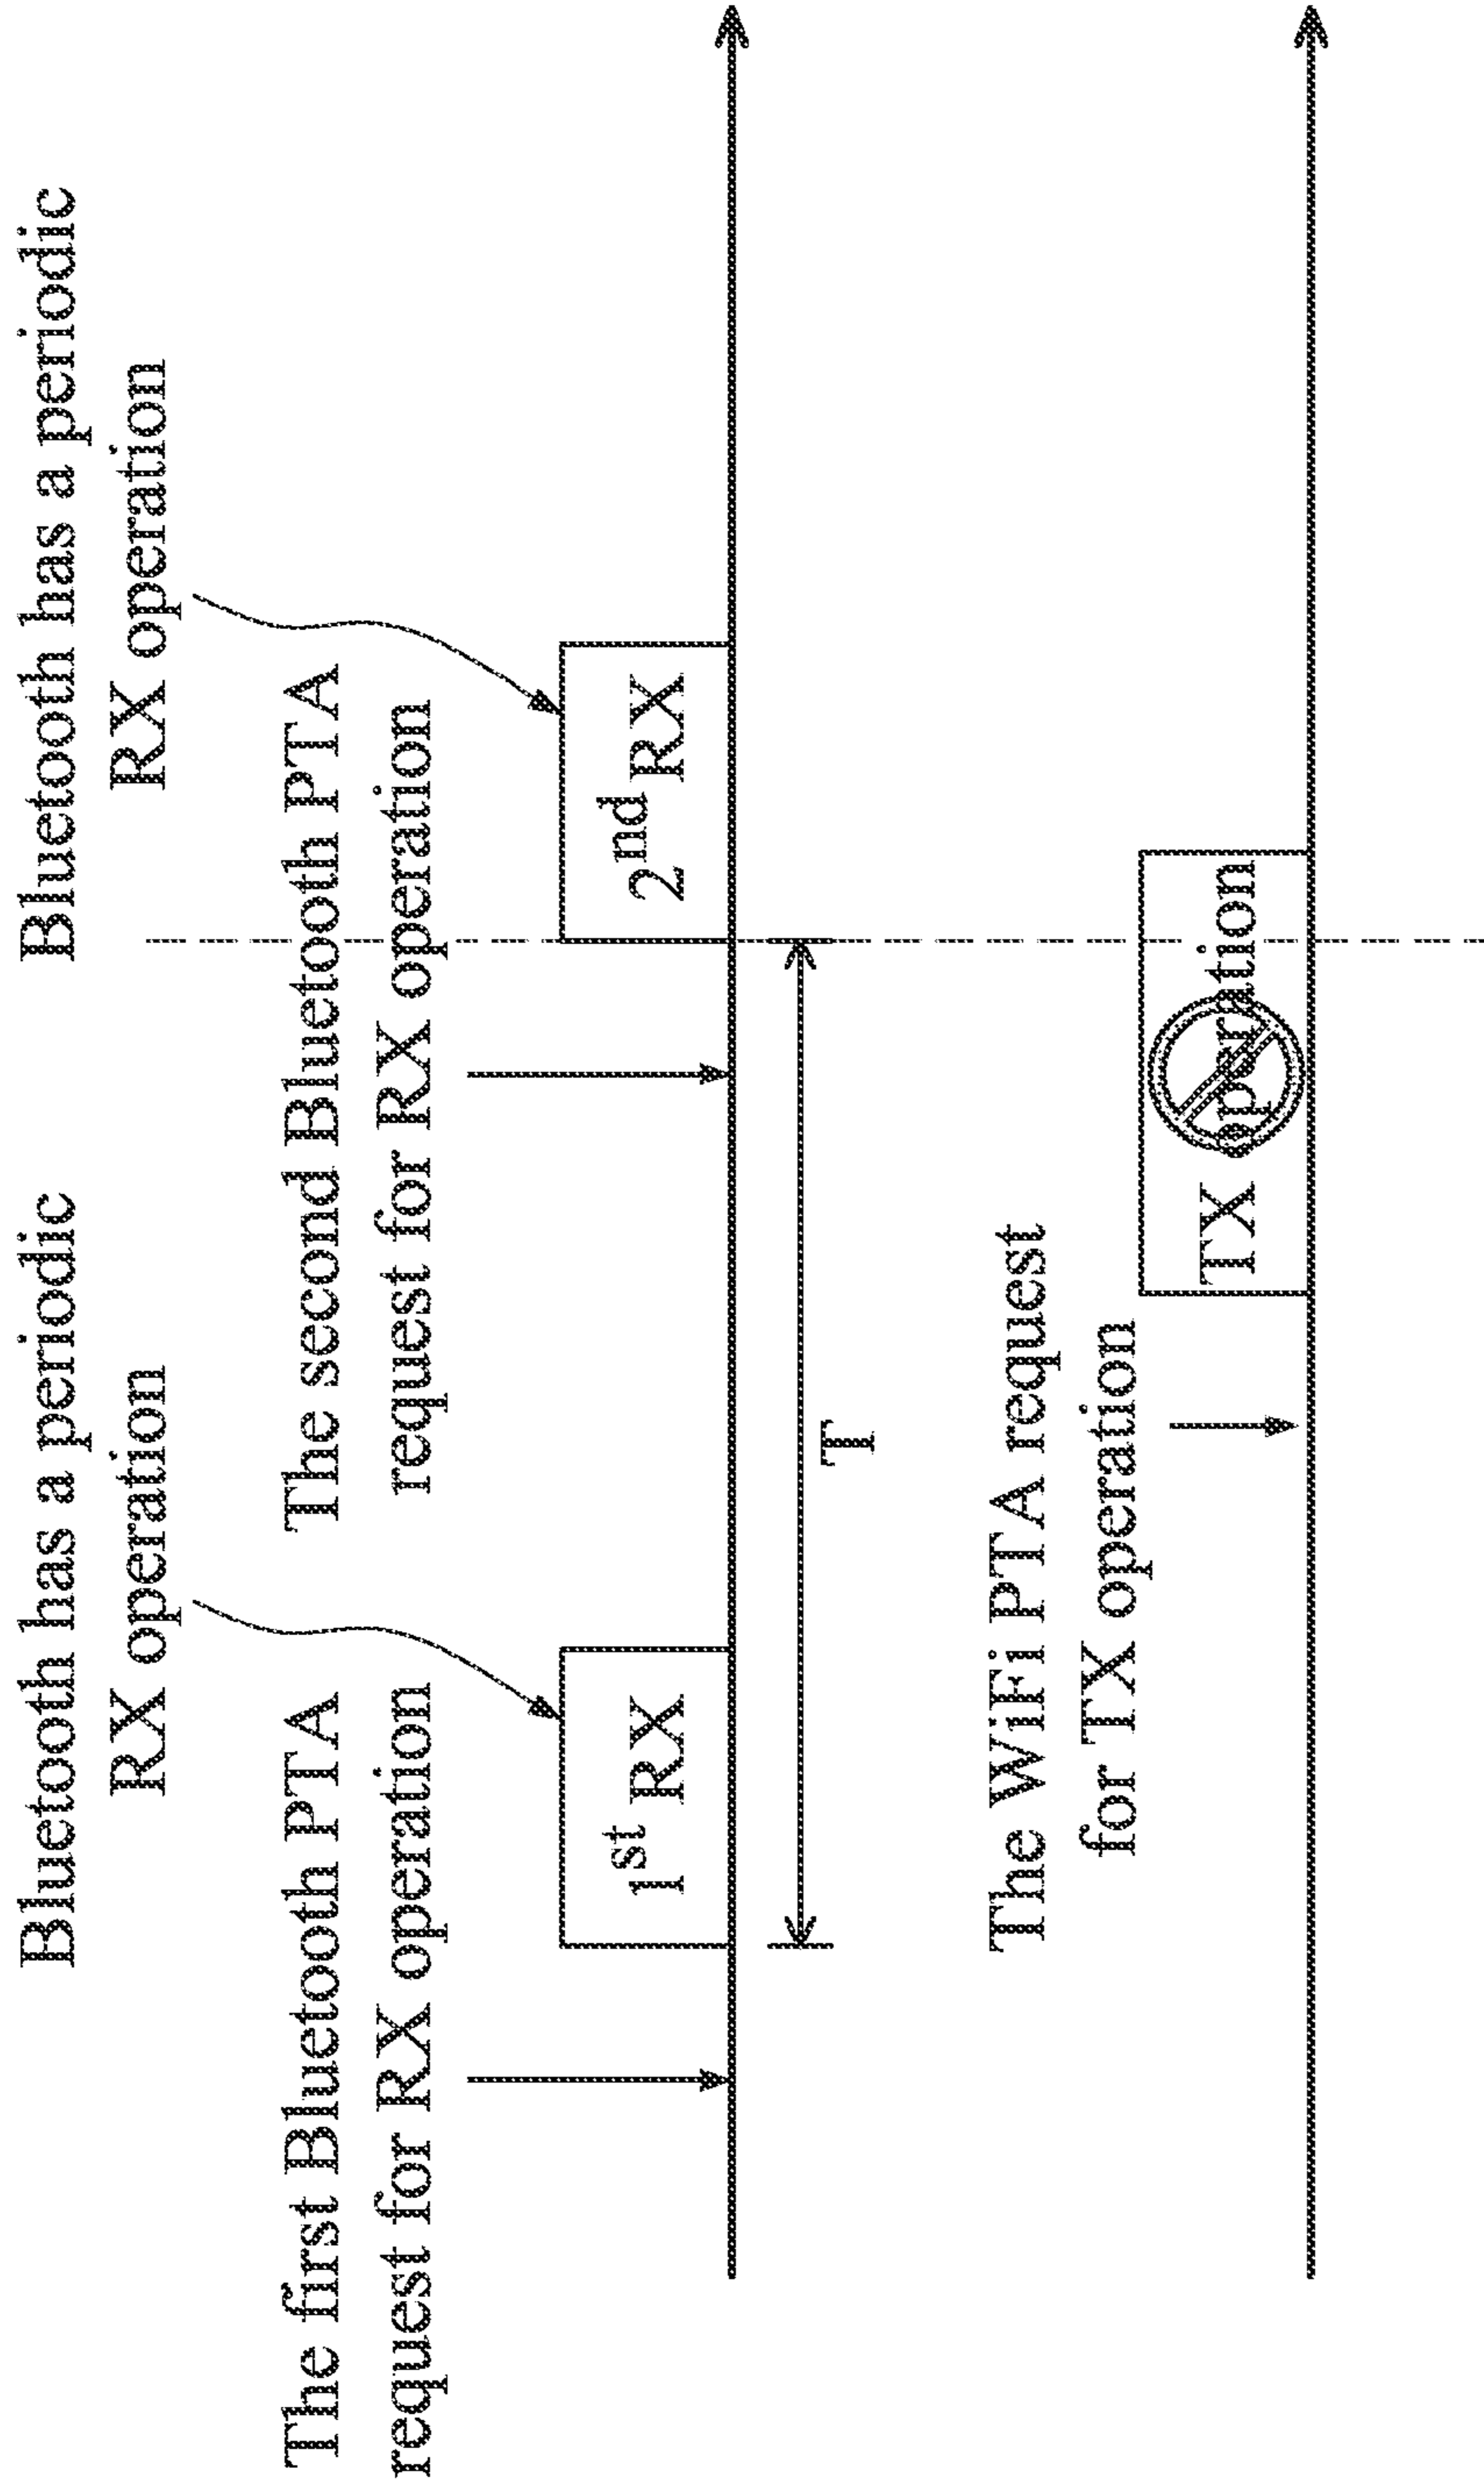 Bluetooth has a periodic
RX operation
Bluetooth has a periodic
RX operation
The first Bluetooth PTA
request for RX operation
The second Bluetooth PTA
request for RX operation
1st RX
2nd RX
T
The WiFi PTA request
for TX operation
TX operation